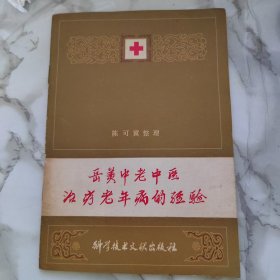 陈可冀整理
岳美中老中医
治疗老年病的经验
科学技术文献出版社